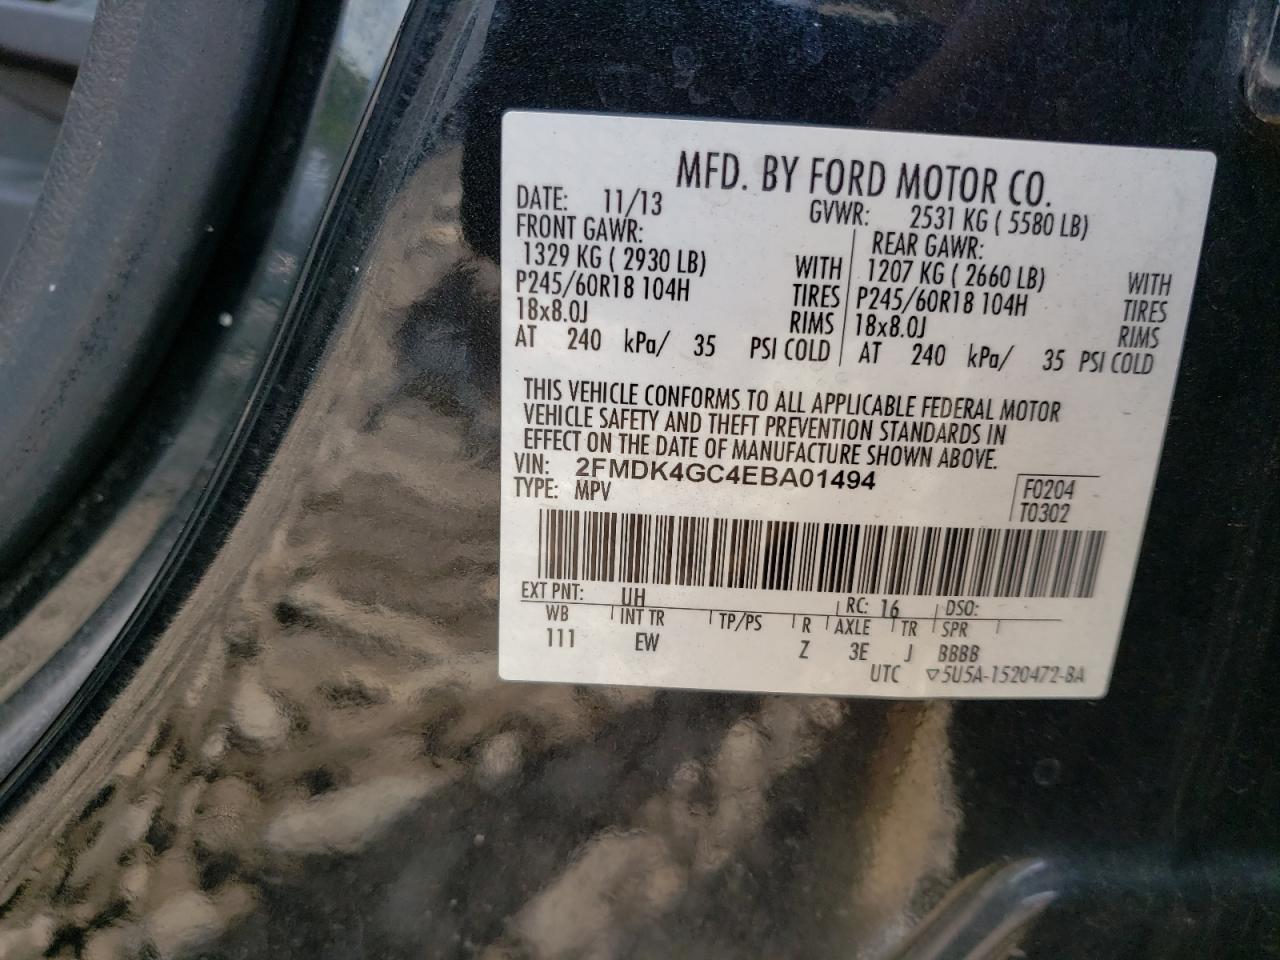 MFD. BY FORD MOTOR CO.
DATE: 11/13 GVWR: 2531 KG ( 5580 LB)
FRONT GAWR: REAR GAWR:
1329 KG ( 2930 LB) WITH 1207 KG ( 2660 LB) WITH
P245/60R18 104H TIRES P245/60R18 104H TIRES
18x8.0J RIMS 18x8.0J RIMS
AT 240 kPa/ 35 PSI COLD AT 240 kPa/ 35 PSI COLD
THIS VEHICLE CONFORMS TO ALL APPLICABLE FEDERAL MOTOR
VEHICLE SAFETY AND THEFT PREVENTION STANDARDS IN
EFFECT ON THE DATE OF MANUFACTURE SHOWN ABOVE.
VIN: 2FMDK4GC4EBA01494
TYPE: MPV
F0204
T0302
EXT PNT: UH RC: 16 DSO:
WB INT TR TP/PS R AXLE TR SPR
111 EW Z 3E J BBBB
UTC ▽5U5A-1520472-BA